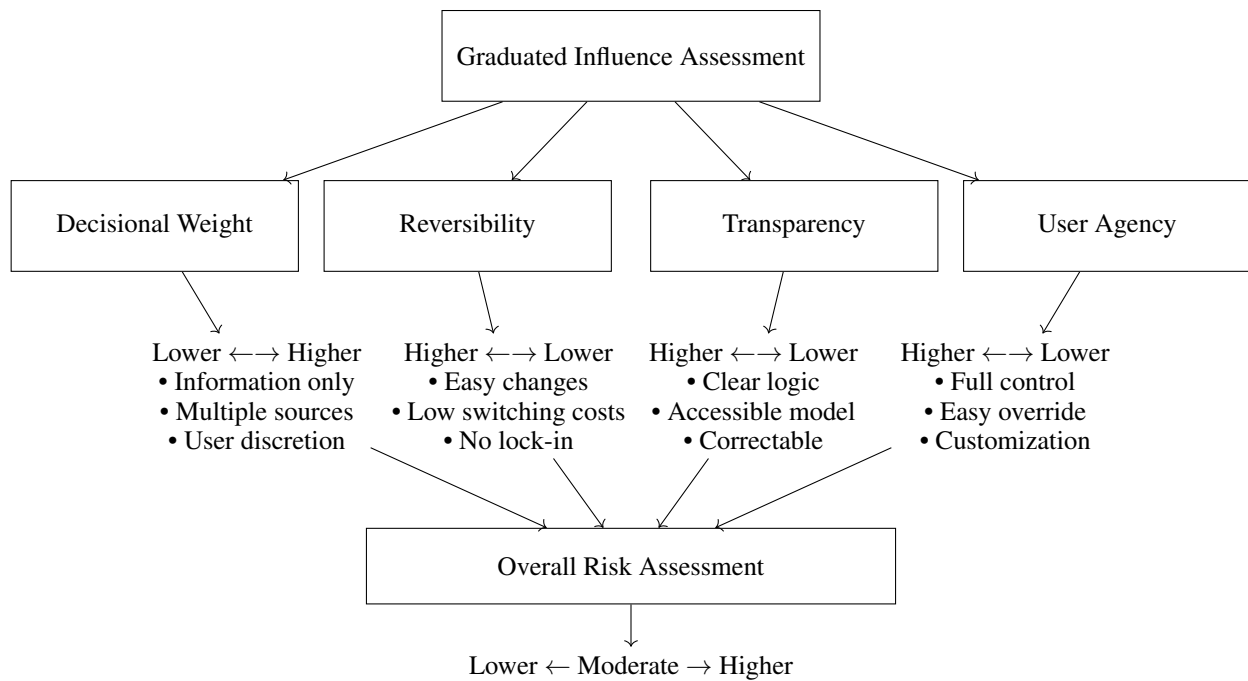 Graduated Influence Assessment
Decisional Weight
Reversibility
Transparency
User Agency
Lower ←→ Higher
• Information only
• Multiple sources
• User discretion
Higher ←→ Lower
• Easy changes
• Low switching costs
• No lock-in
Higher ←→ Lower
• Clear logic
• Accessible model
• Correctable
Higher ←→ Lower
• Full control
• Easy override
• Customization
Overall Risk Assessment
Lower ← Moderate → Higher